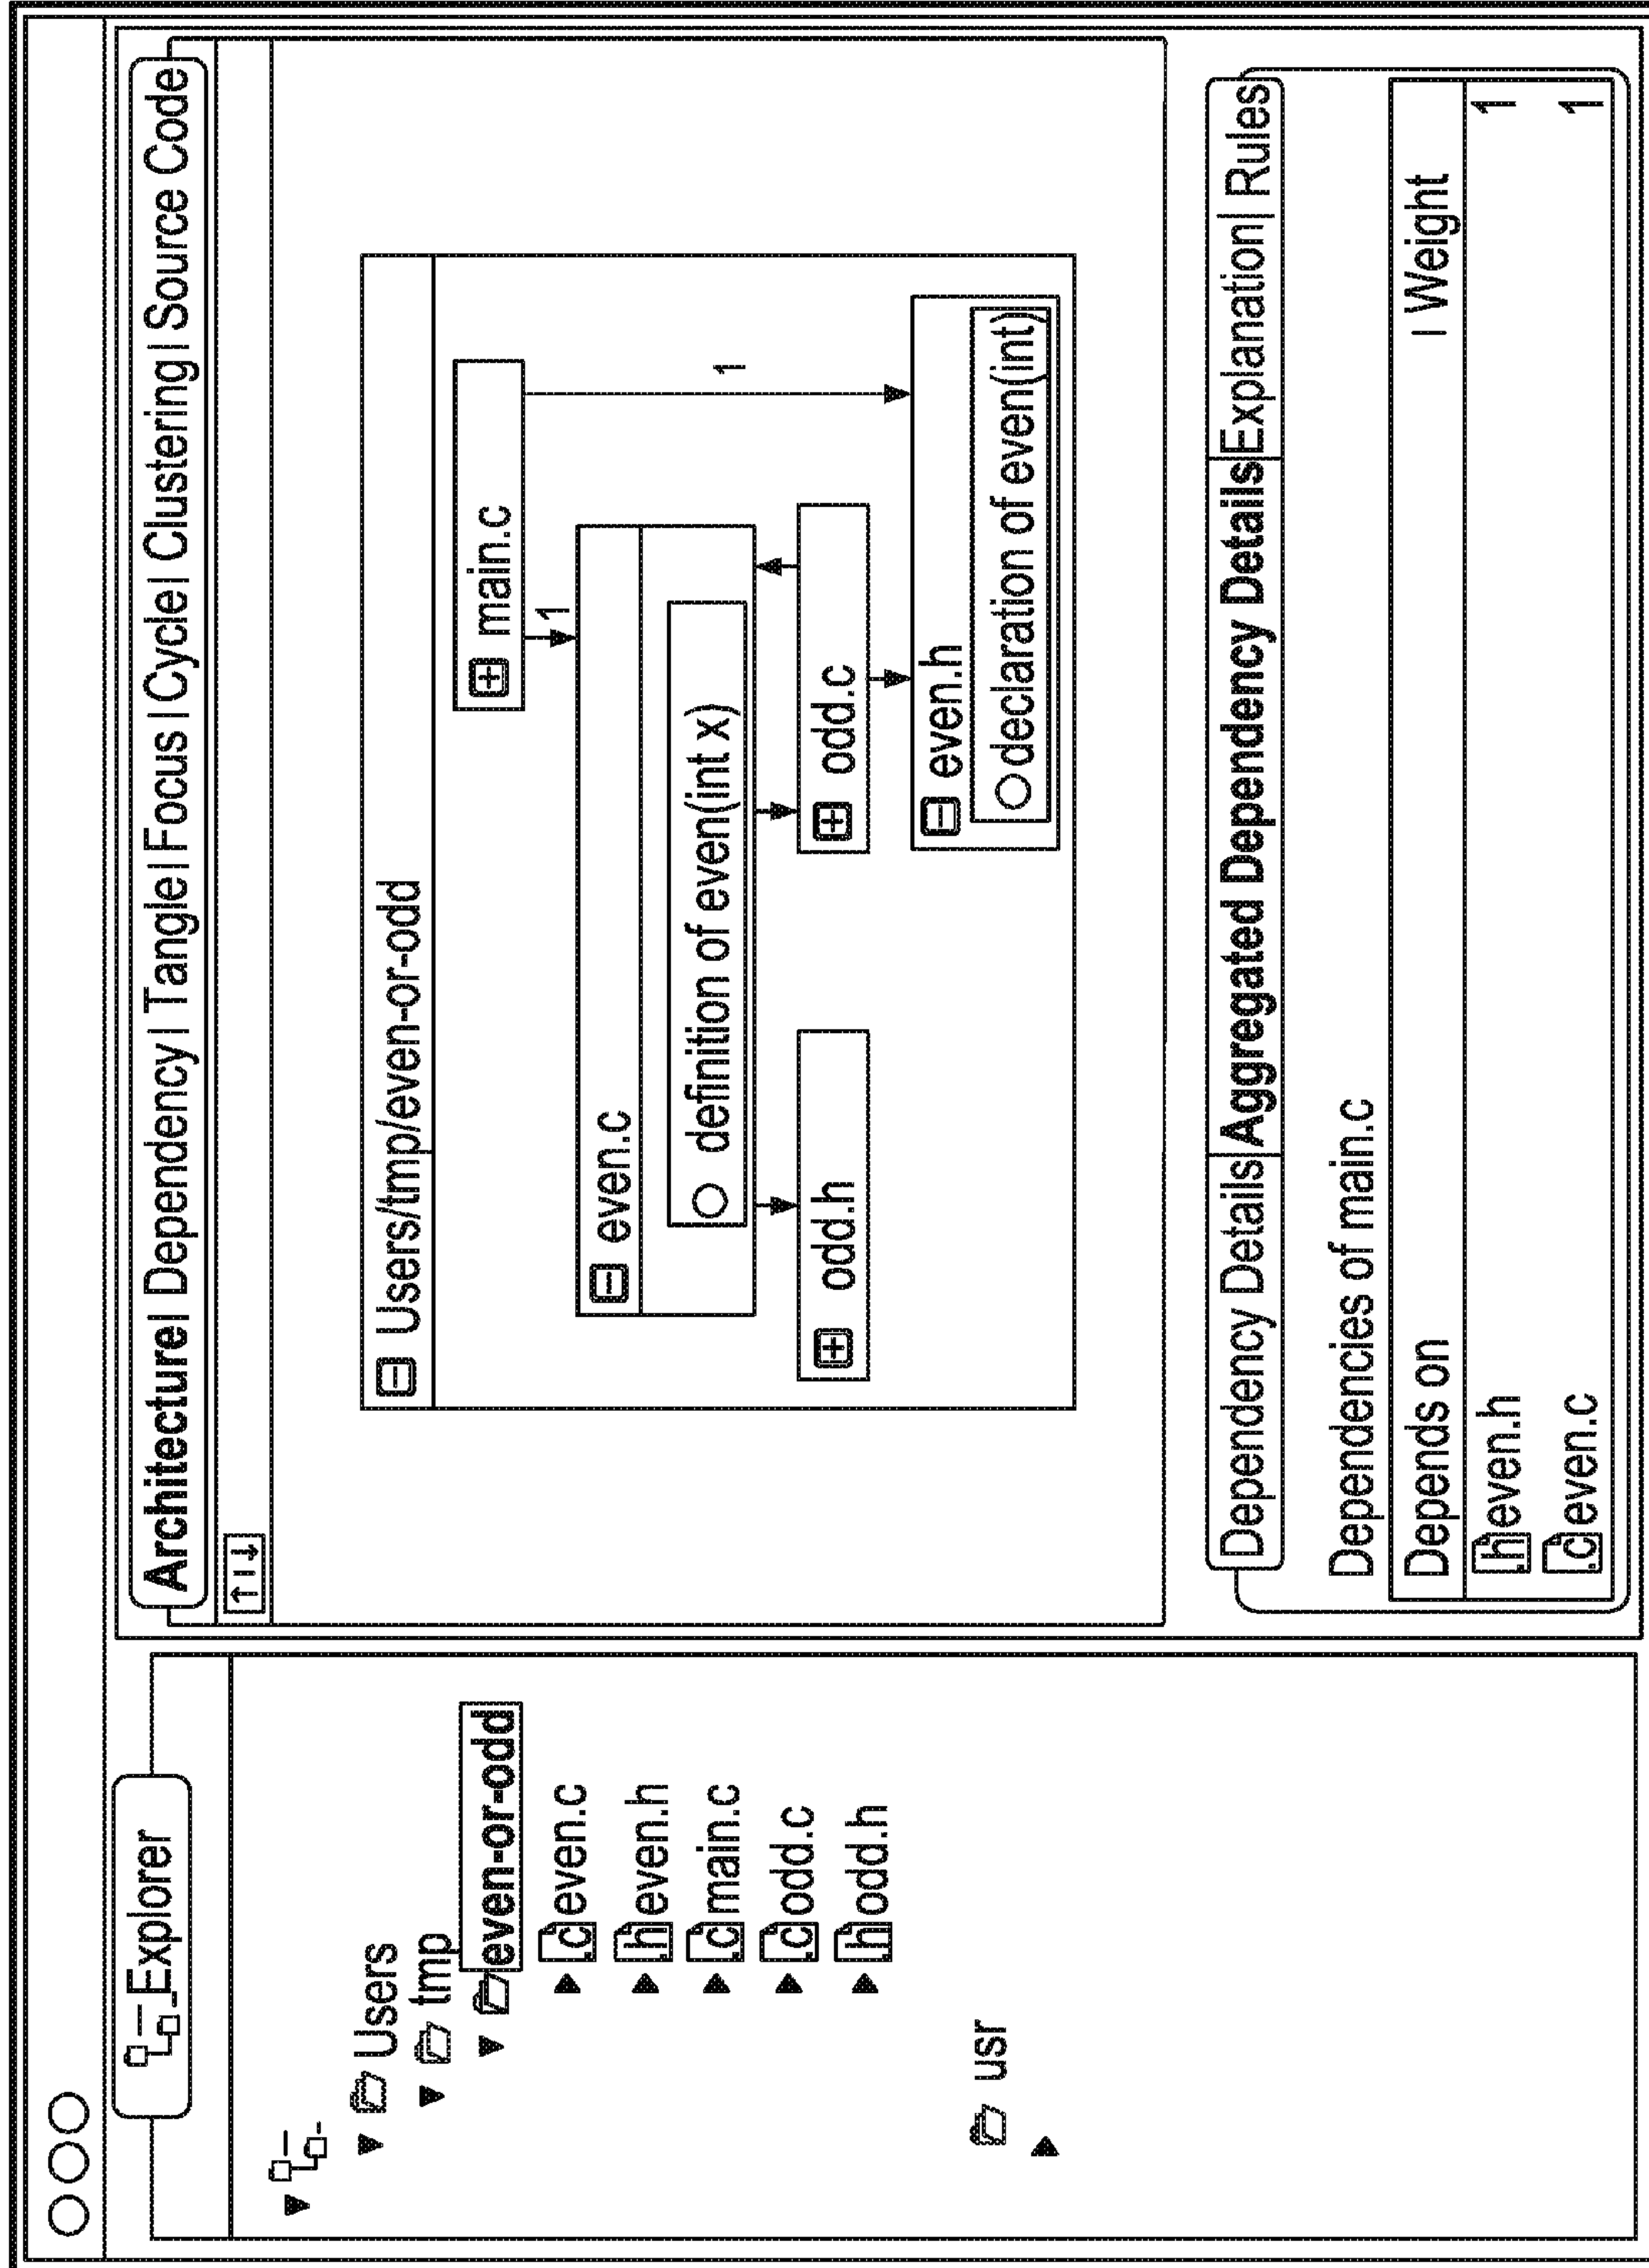 Explorer
Users
tmp
even-or-odd
.c even.c
.h even.h
.c main.c
.c odd.c
.h odd.h
usr
Architecture| Dependency| Tangle| Focus | Cycle| Clustering| Source Code
Users/tmp/even-or-odd
main.c
1
1
even.c
definition of even(int x)
odd.h
odd.c
even.h
declaration of even(int)
Dependency Details| Aggregated Dependency Details| Explanation| Rules
Dependencies of main.c
Depends on | Weight
.h even.h 1
.c even.c 1